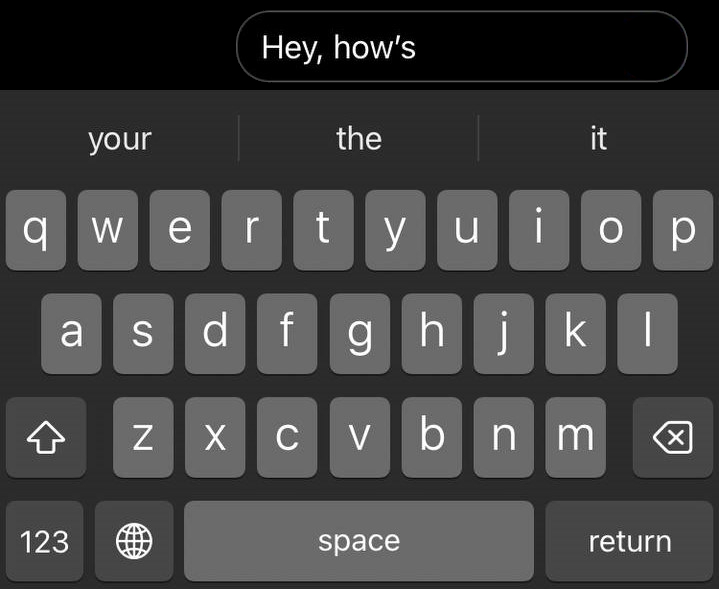 Hey, how’s
your the it
q w e r t y u i o p
a s d f g h j k l
z x c v b n m
123 space return